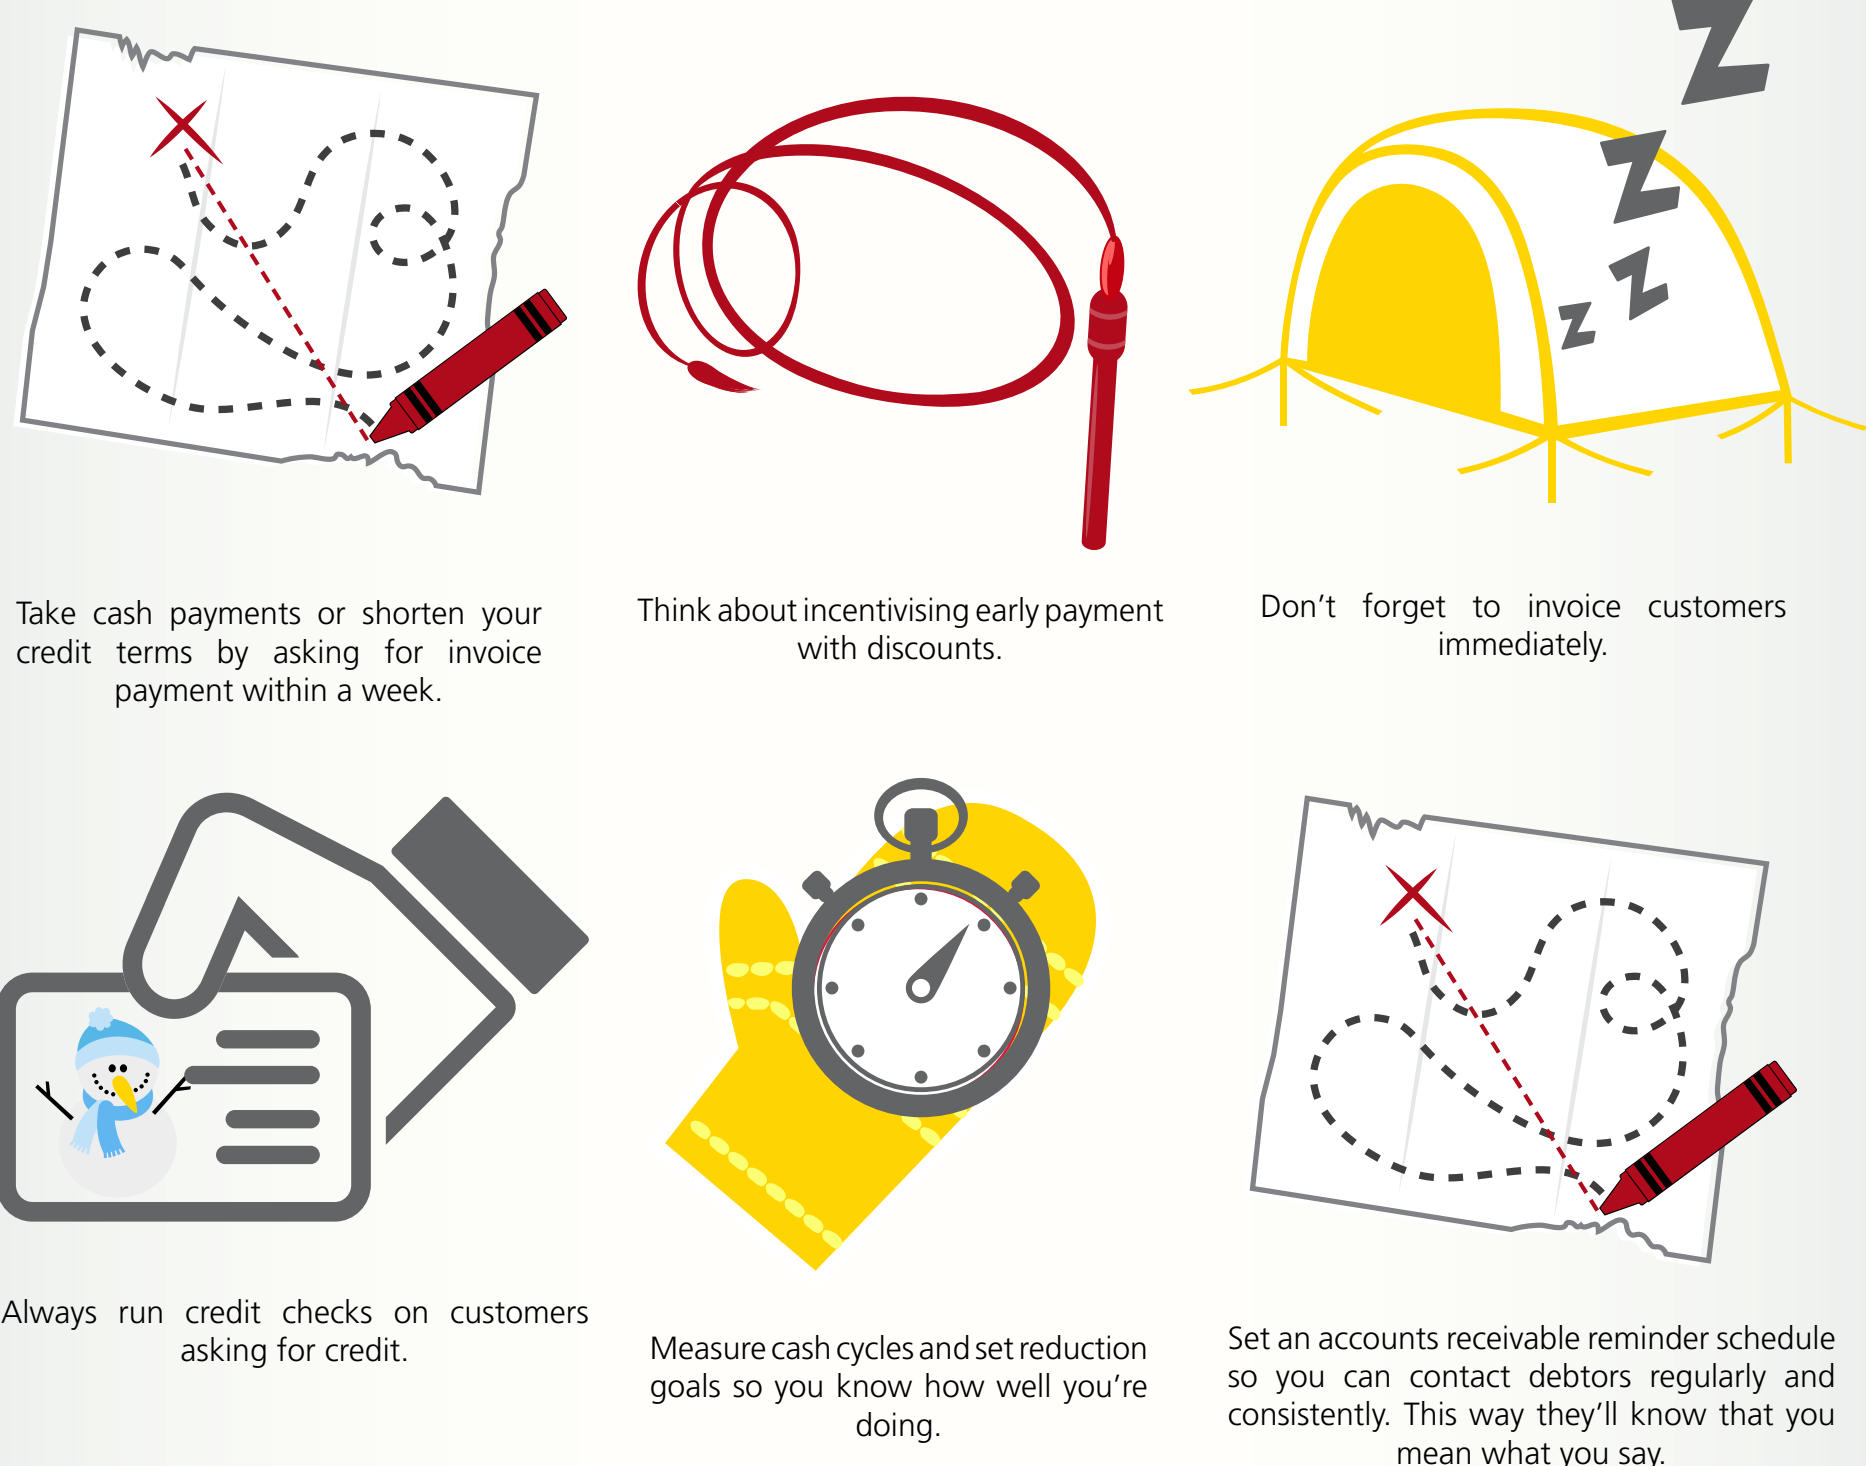 Z
Z
Z
Z
Take cash payments or shorten your
credit terms by asking for invoice
payment within a week.
Think about incentivising early payment
with discounts.
Don't forget to invoice customers
immediately.
Always run credit checks on customers
asking for credit.
Measure cash cycles and set reduction
goals so you know how well you're
doing.
Set an accounts receivable reminder schedule
so you can contact debtors regularly and
consistently. This way they'll know that you
mean what you say.